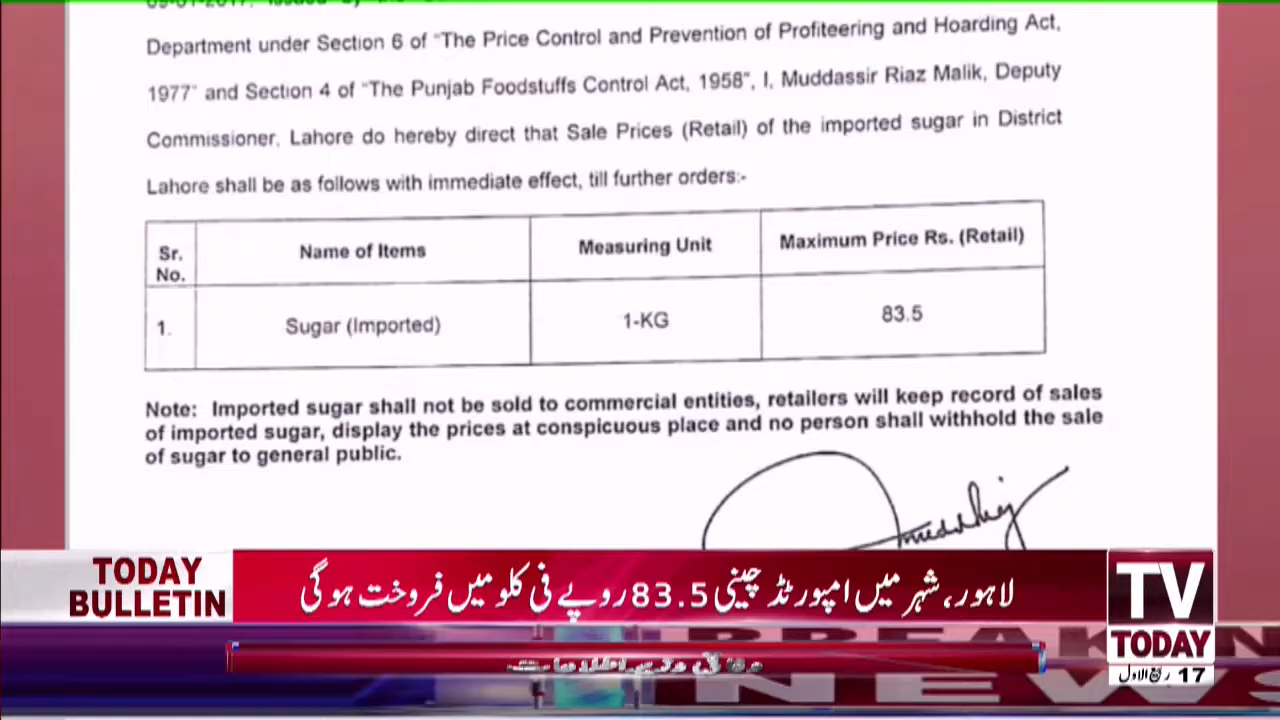 Department under Section 6 of "The Price Control and Prevention of Profiteering and Hoarding Act,
1977" and Section 4 of "The Punjab Foodstuffs Control Act, 1958", I, Muddassir Riaz Malik, Deputy
Commissioner, Lahore do hereby direct that Sale Prices (Retail) of the imported sugar in District
Lahore shall be as follows with immediate effect, till further orders:-
Sr. No. Name of Items Measuring Unit Maximum Price Rs. (Retail)
1. Sugar (Imported) 1-KG 83.5
Note: Imported sugar shall not be sold to commercial entities, retailers will keep record of sales
of imported sugar, display the prices at conspicuous place and no person shall withhold the sale
of sugar to general public.
TODAY
BULLETIN
لاہور، شہر میں امپورٹڈ چینی 83.5 روپے فی کلو میں فروخت ہوگی
TV
TODAY
17 ربیع الاول
BREAKING
NEWS